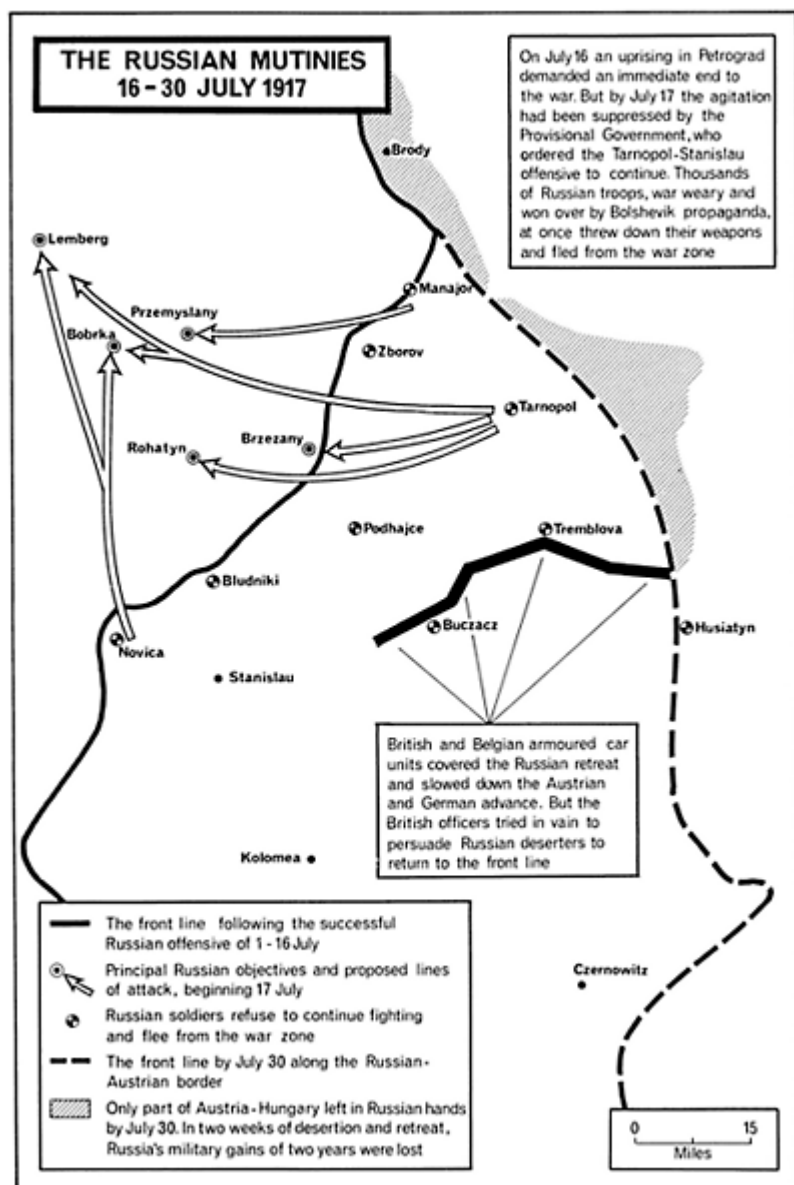 THE RUSSIAN MUTINIES
16-30 JULY 1917
On July 16 an uprising in Petrograd
demanded an immediate end to
the war. But by July 17 the agitation
had been suppressed by the
Provisional Government, who
ordered the Tarnopol-Stanislau
offensive to continue. Thousands
of Russian troops, war weary and
won over by Bolshevik propaganda,
at once threw down their weapons
and fled from the war zone
Brody
Lemberg
Manajor
Przemyslany
Bobrka
Zborov
Tarnopol
Brzezany
Rohatyn
Podhajce
Tremblova
Bludniki
Buczacz
Husiatyn
Novica
Stanislau
British and Belgian armoured car
units covered the Russian retreat
and slowed down the Austrian
and German advance. But the
British officers tried in vain to
persuade Russian deserters to
return to the front line
Kolomea
Czernowitz
The front line following the successful
Russian offensive of 1-16 July
Principal Russian objectives and proposed lines
of attack, beginning 17 July
Russian soldiers refuse to continue fighting
and flee from the war zone
The front line by July 30 along the Russian-
Austrian border
Only part of Austria-Hungary left in Russian hands
by July 30. In two weeks of desertion and retreat,
Russia's military gains of two years were lost
0 15
Miles